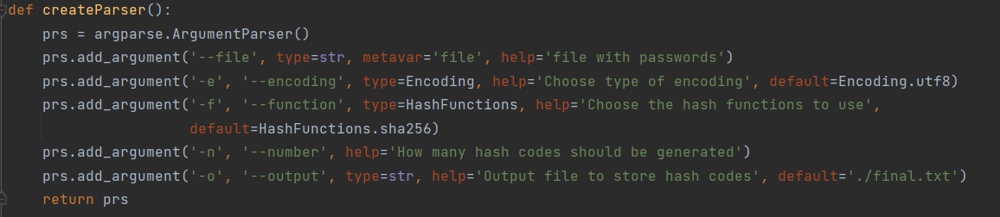 def createParser():
    prs = argparse.ArgumentParser()
    prs.add_argument('--file', type=str, metavar='file', help='file with passwords')
    prs.add_argument('-e', '--encoding', type=Encoding, help='Choose type of encoding', default=Encoding.utf8)
    prs.add_argument('-f', '--function', type=HashFunctions, help='Choose the hash functions to use',
                     default=HashFunctions.sha256)
    prs.add_argument('-n', '--number', help='How many hash codes should be generated')
    prs.add_argument('-o', '--output', type=str, help='Output file to store hash codes', default='./final.txt')
    return prs